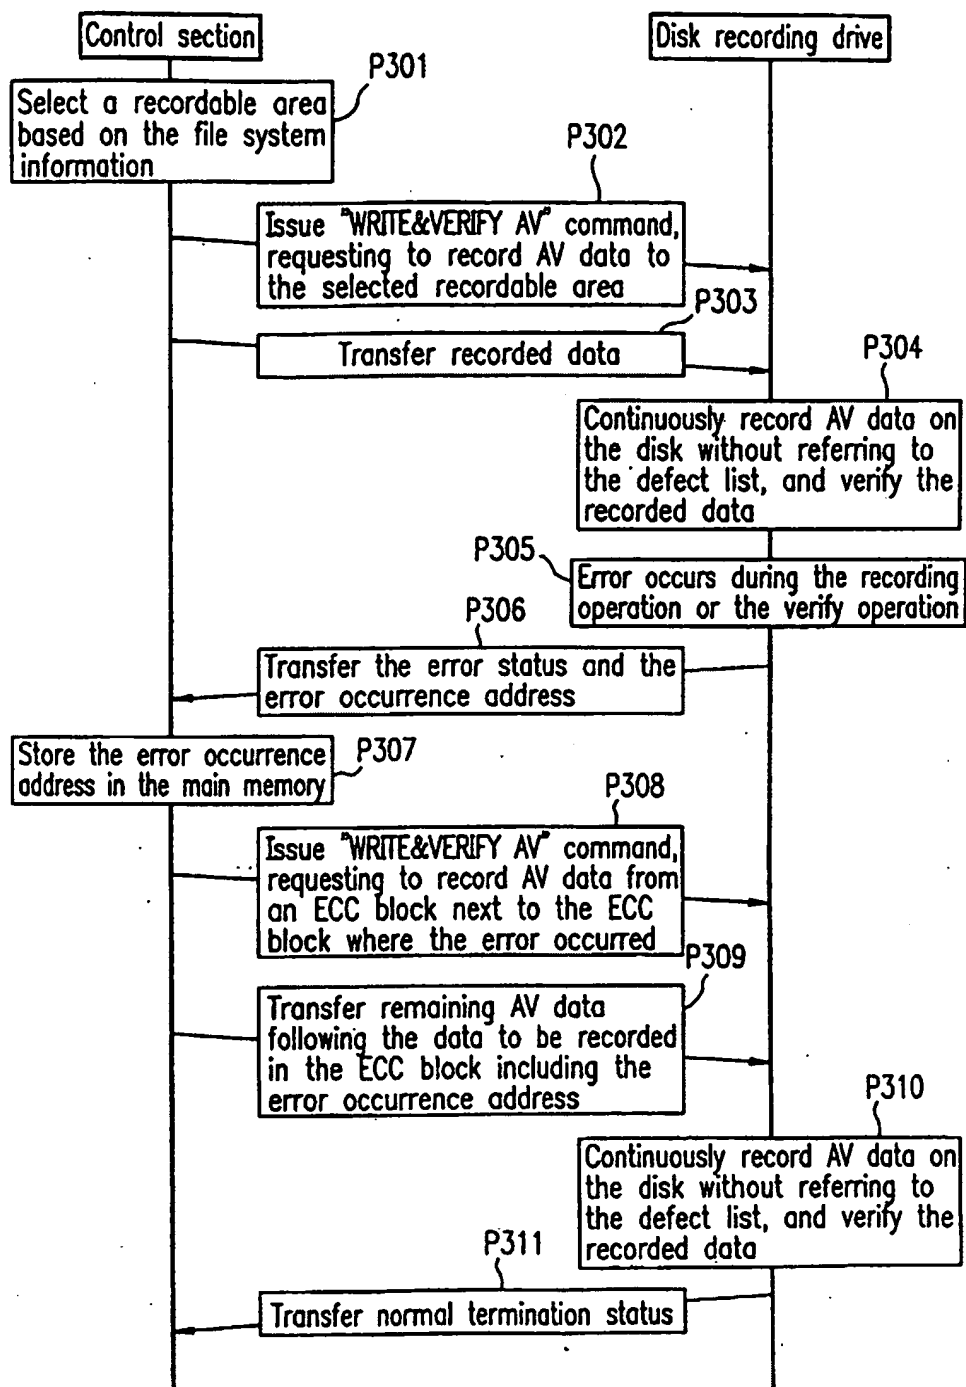 Control section
Disk recording drive
P301
Select a recordable area
based on the file system
information
P302
Issue "WRITE&VERIFY AV" command,
requesting to record AV data to
the selected recordable area
P303
Transfer recorded data
P304
Continuously record AV data on
the disk without referring to
the defect list, and verify the
recorded data
P305
Error occurs during the recording
operation or the verify operation
P306
Transfer the error status and the
error occurrence address
Store the error occurrence
address in the main memory
P307
P308
Issue "WRITE&VERIFY AV" command,
requesting to record AV data from
an ECC block next to the ECC
block where the error occurred
P309
Transfer remaining AV data
following the data to be recorded
in the ECC block including the
error occurrence address
P310
Continuously record AV data on
the disk without referring to
the defect list, and verify the
recorded data
P311
Transfer normal termination status